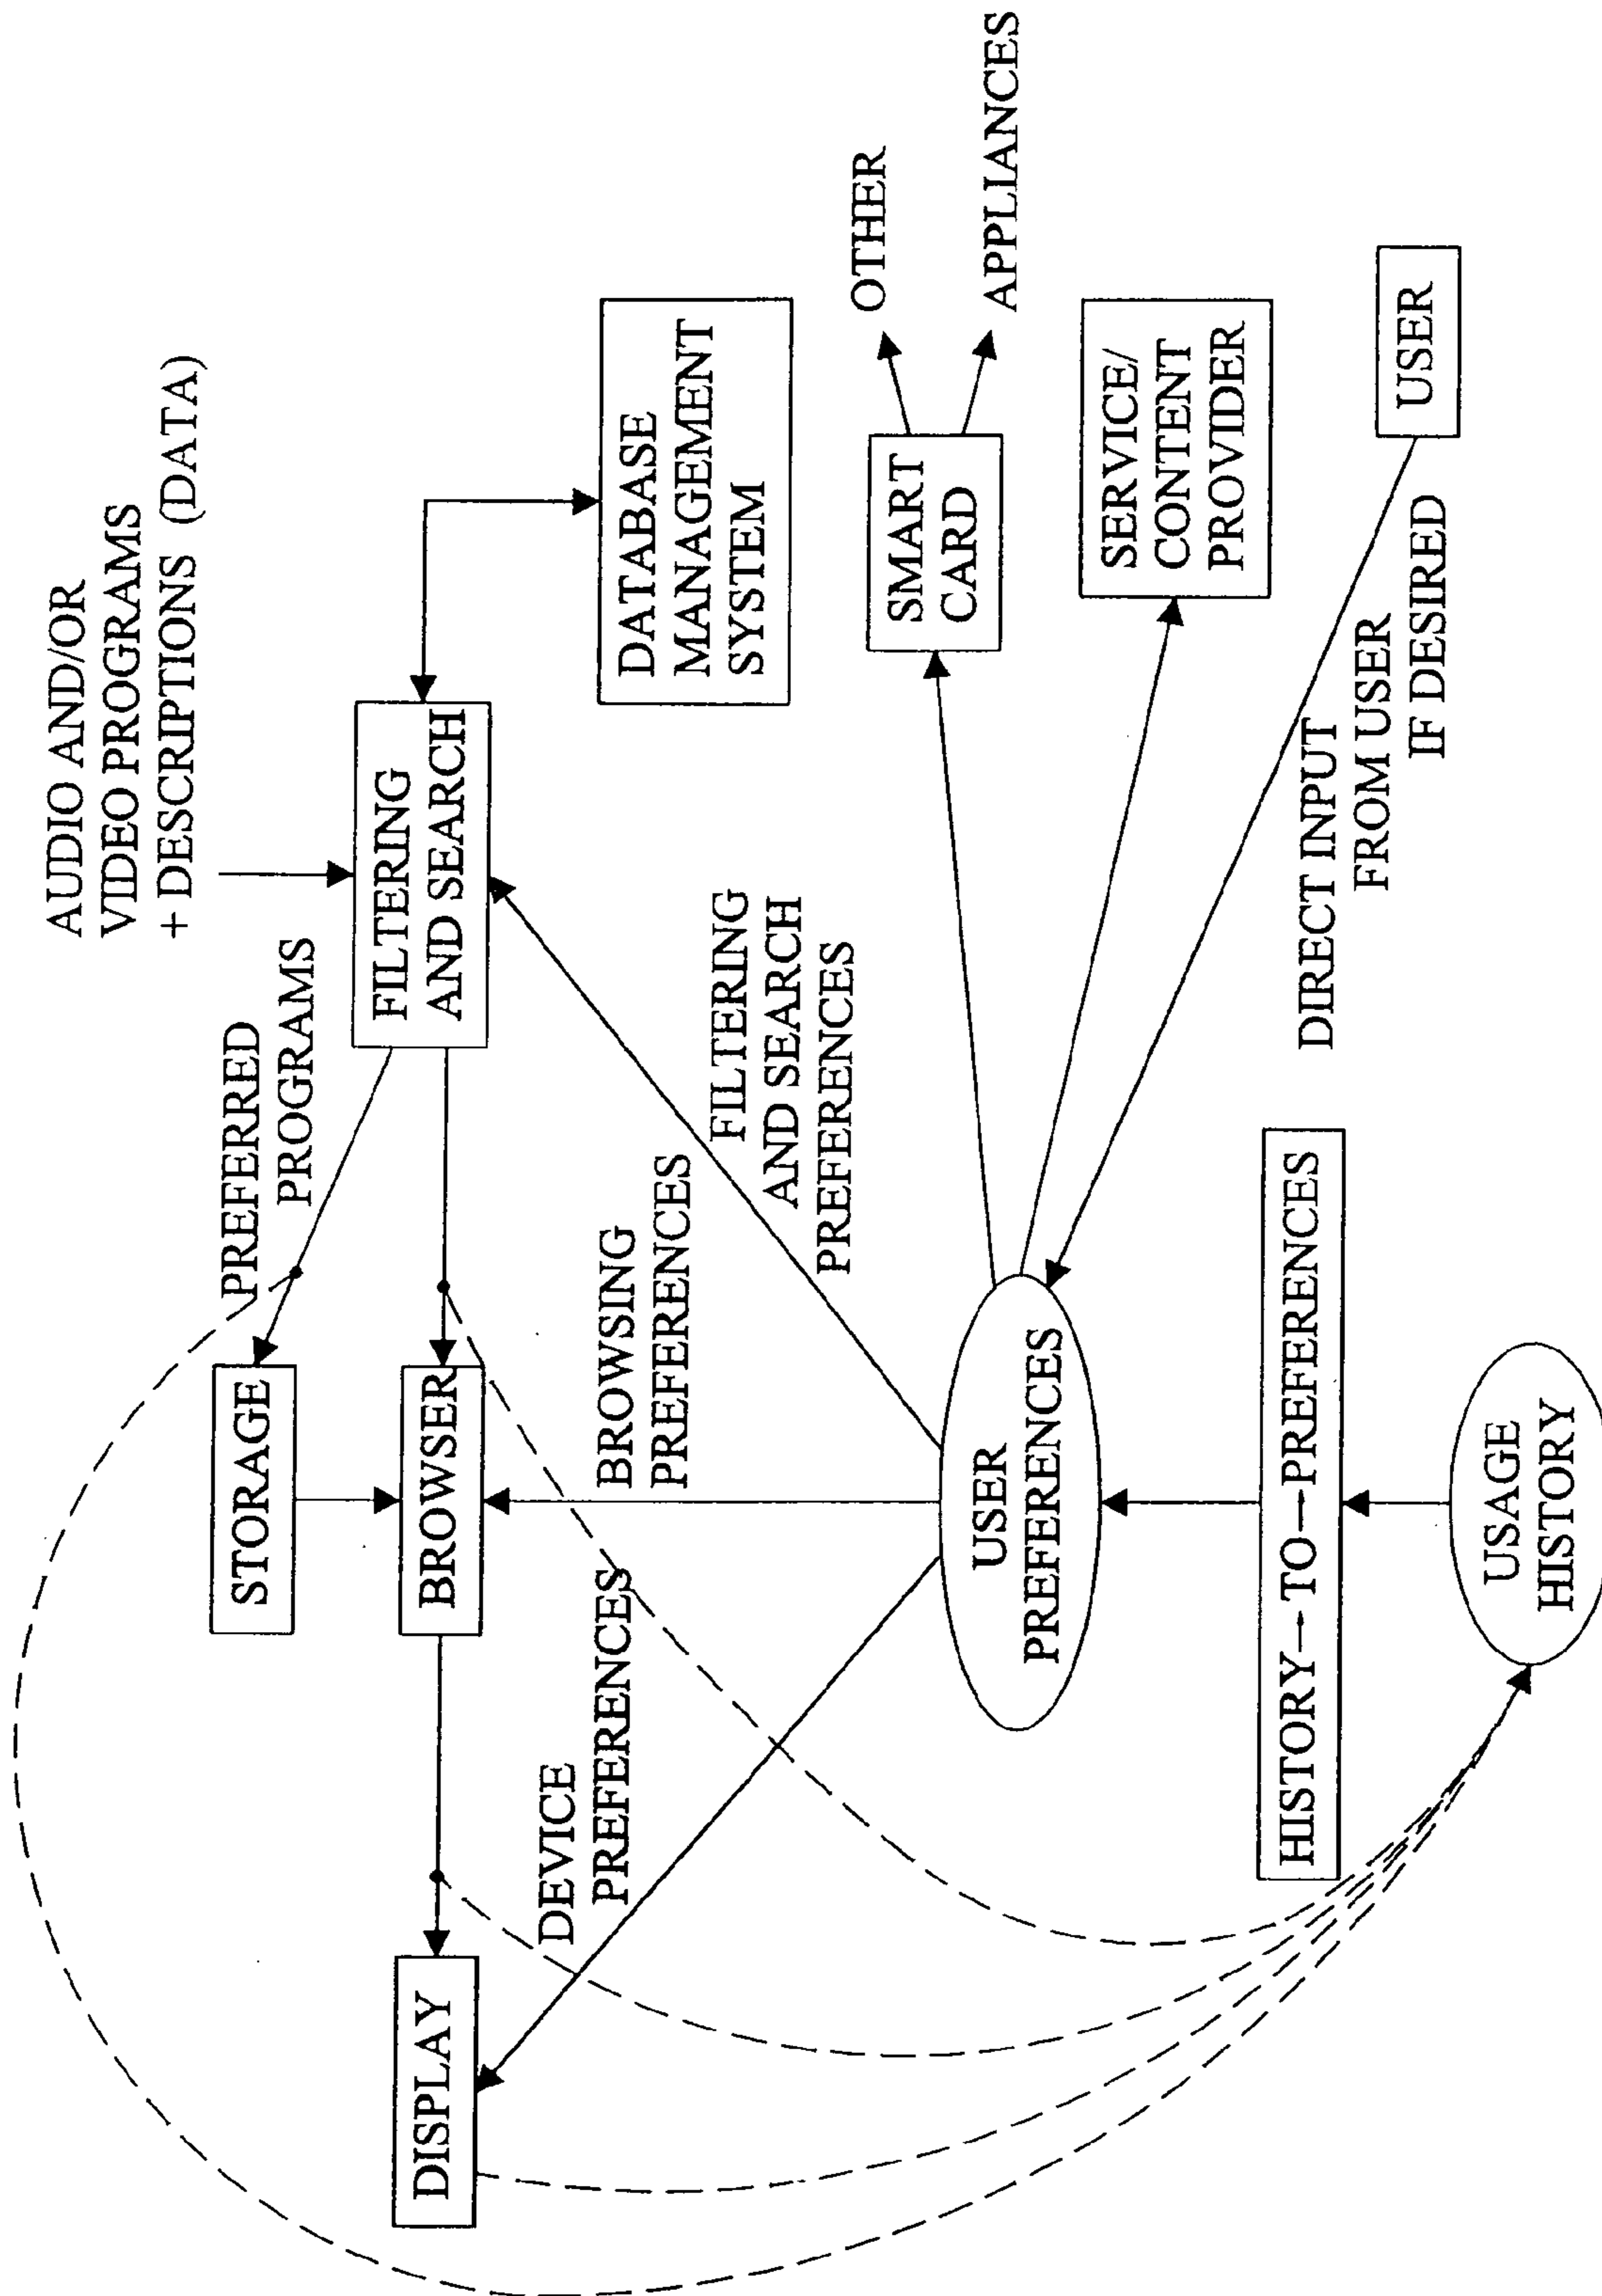 AUDIO AND/OR
VIDEO PROGRAMS
+ DESCRIPTIONS (DATA)
PREFERRED
PROGRAMS
STORAGE
FILTERING
AND SEARCH
DISPLAY
BROWSER
DATABASE
MANAGEMENT
SYSTEM
DEVICE
PREFERENCES
BROWSING
PREFERENCES
FILTERING
AND SEARCH
PREFERENCES
OTHER
APPLIANCES
SMART
CARD
USER
PREFERENCES
SERVICE/
CONTENT
PROVIDER
DIRECT INPUT
FROM USER
IF DESIRED
USER
HISTORY-TO-PREFERENCES
USAGE
HISTORY